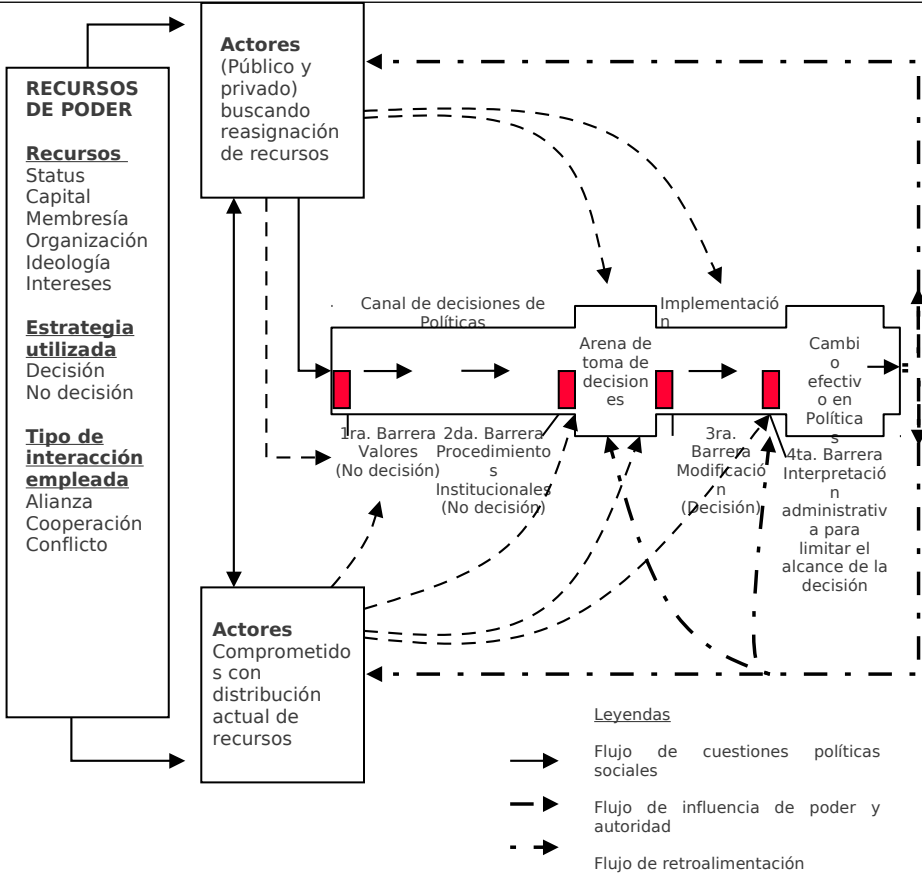 RECURSOS
DE PODER
Recursos
Status
Capital
Membresía
Organización
Ideología
Intereses
Estrategia
utilizada
Decisión
No decisión
Tipo de
interacción
empleada
Alianza
Cooperación
Conflicto
Actores
(Público y
privado)
buscando
reasignación
de recursos
Canal de decisiones de
Políticas
Arena de
toma de
decision
es
Implementació
n
Cambi
o
efectiv
o en
Política
s
1ra. Barrera
Valores
(No decisión)
2da. Barrera
Procedimiento
s
Institucionales
(No decisión)
3ra.
Barrera
Modificació
n
(Decisión)
4ta. Barrera
Interpretació
n
administrativ
a para
limitar el
alcance de la
decisión
Actores
Comprometido
s con
distribución
actual de
recursos
Leyendas
Flujo de cuestiones políticas
sociales
Flujo de influencia de poder y
autoridad
Flujo de retroalimentación